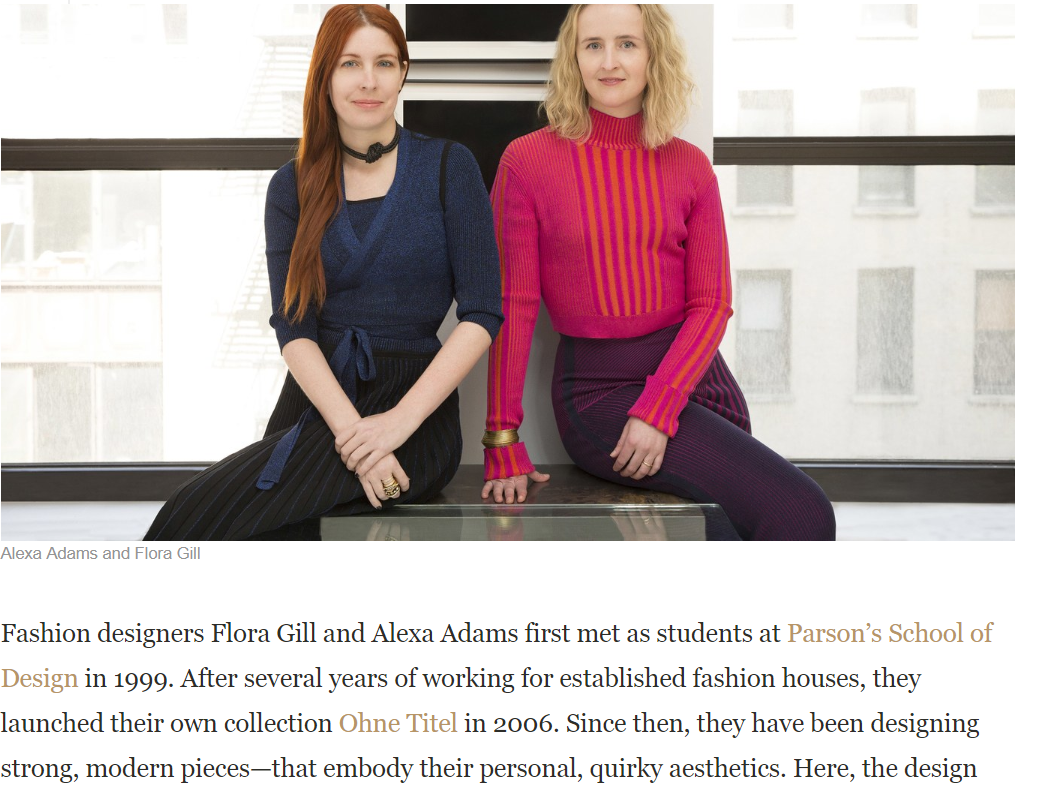 Alexa Adams and Flora Gill
Fashion designers Flora Gill and Alexa Adams first met as students at Parson’s School of
Design in 1999. After several years of working for established fashion houses, they
launched their own collection Ohne Titel in 2006. Since then, they have been designing
strong, modern pieces—that embody their personal, quirky aesthetics. Here, the design